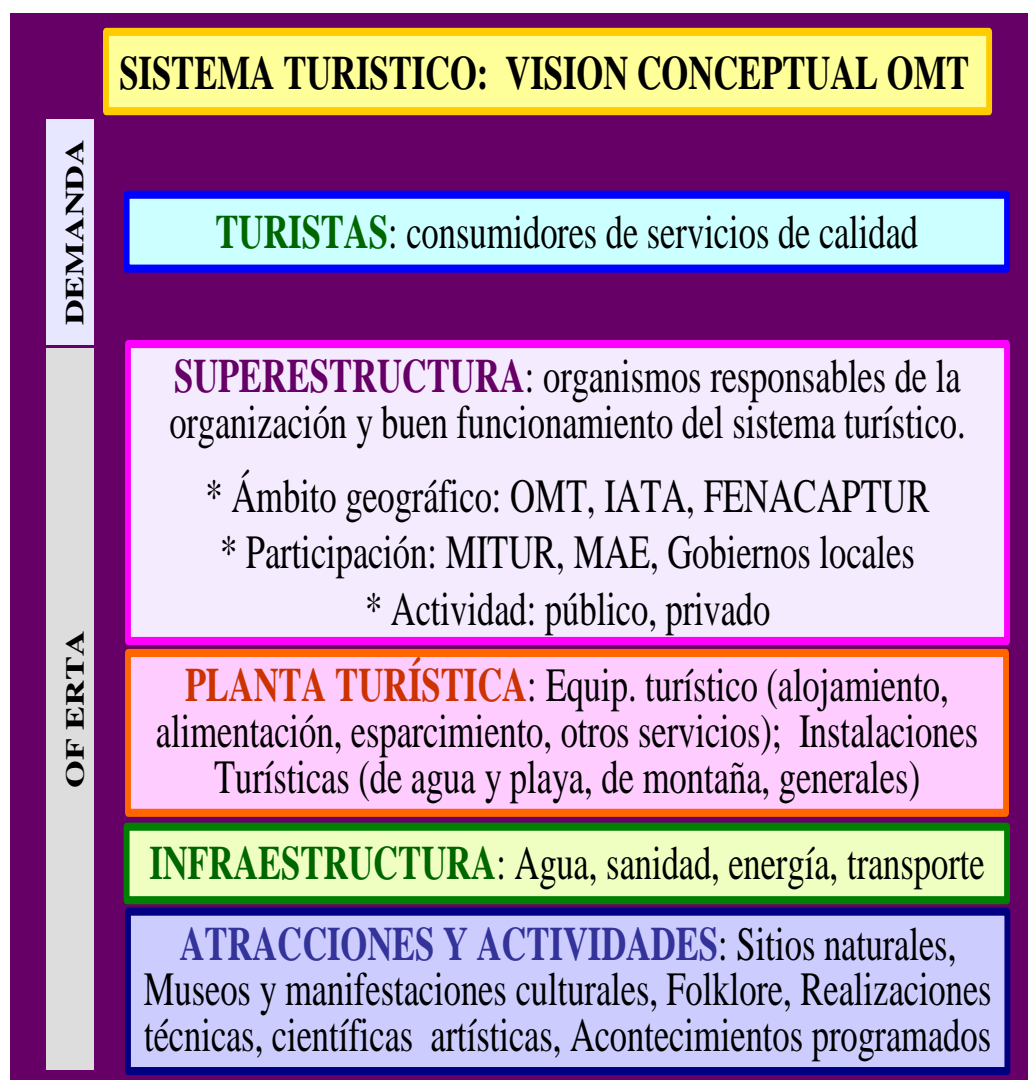 SISTEMA TURISTICO: VISION CONCEPTUAL OMT
DEMANDA
TURISTAS: consumidores de servicios de calidad
OFERTA
SUPERESTRUCTURA: organismos responsables de la
organización y buen funcionamiento del sistema turístico.
* Ámbito geográfico: OMT, IATA, FENACAPTUR
* Participación: MITUR, MAE, Gobiernos locales
* Actividad: público, privado
PLANTA TURÍSTICA: Equip. turístico (alojamiento,
alimentación, esparcimiento, otros servicios); Instalaciones
Turísticas (de agua y playa, de montaña, generales)
INFRAESTRUCTURA: Agua, sanidad, energía, transporte
ATRACCIONES Y ACTIVIDADES: Sitios naturales,
Museos y manifestaciones culturales, Folklore, Realizaciones
técnicas, científicas artísticas, Acontecimientos programados